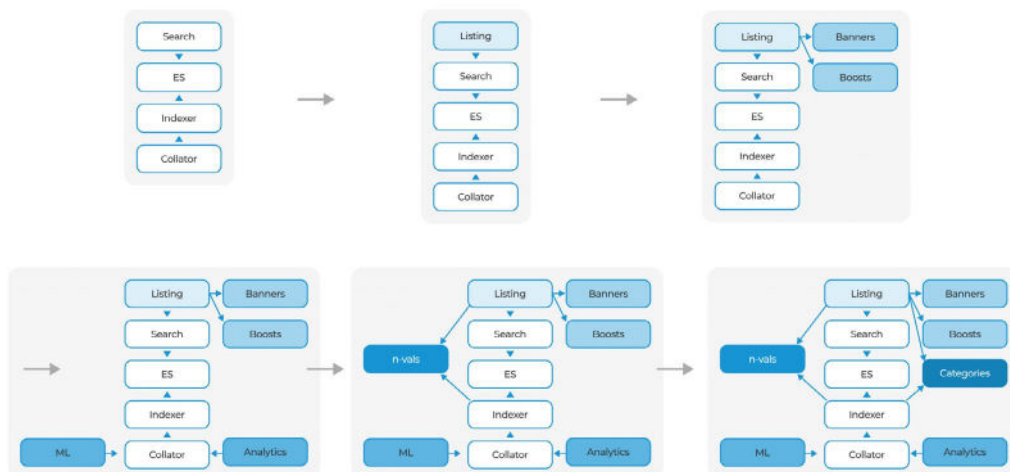 Search
ES
Indexer
Collator
Listing
Search
ES
Indexer
Collator
Listing
Banners
Search
Boosts
ES
Indexer
Collator
Listing
Banners
Search
Boosts
ES
Indexer
ML
Collator
Analytics
Listing
Banners
Search
Boosts
n-vals
ES
Indexer
ML
Collator
Analytics
Listing
Banners
Search
Boosts
n-vals
ES
Categories
Indexer
ML
Collator
Analytics